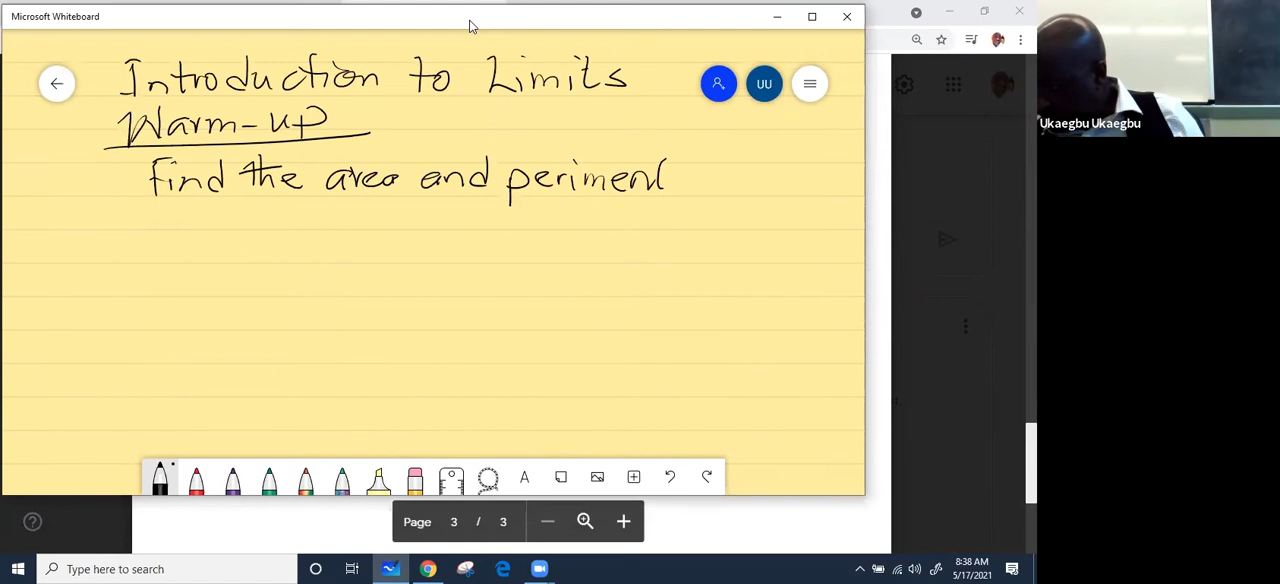 Microsoft Whiteboard
Introduction to Limits
Warm-up
Find the area and periment
UU
Ukaegbu Ukaegbu
A
Page 3 / 3
Type here to search
8:38 AM
5/17/2021